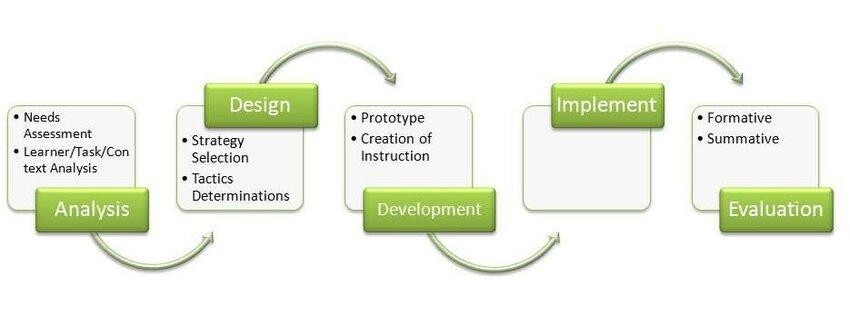 • Needs
Assessment
• Learner/Task/Con
text Analysis
Analysis
Design
• Strategy
Selection
• Tactics
Determinations
• Prototype
• Creation of
Instruction
Development
Implement
• Formative
• Summative
Evaluation